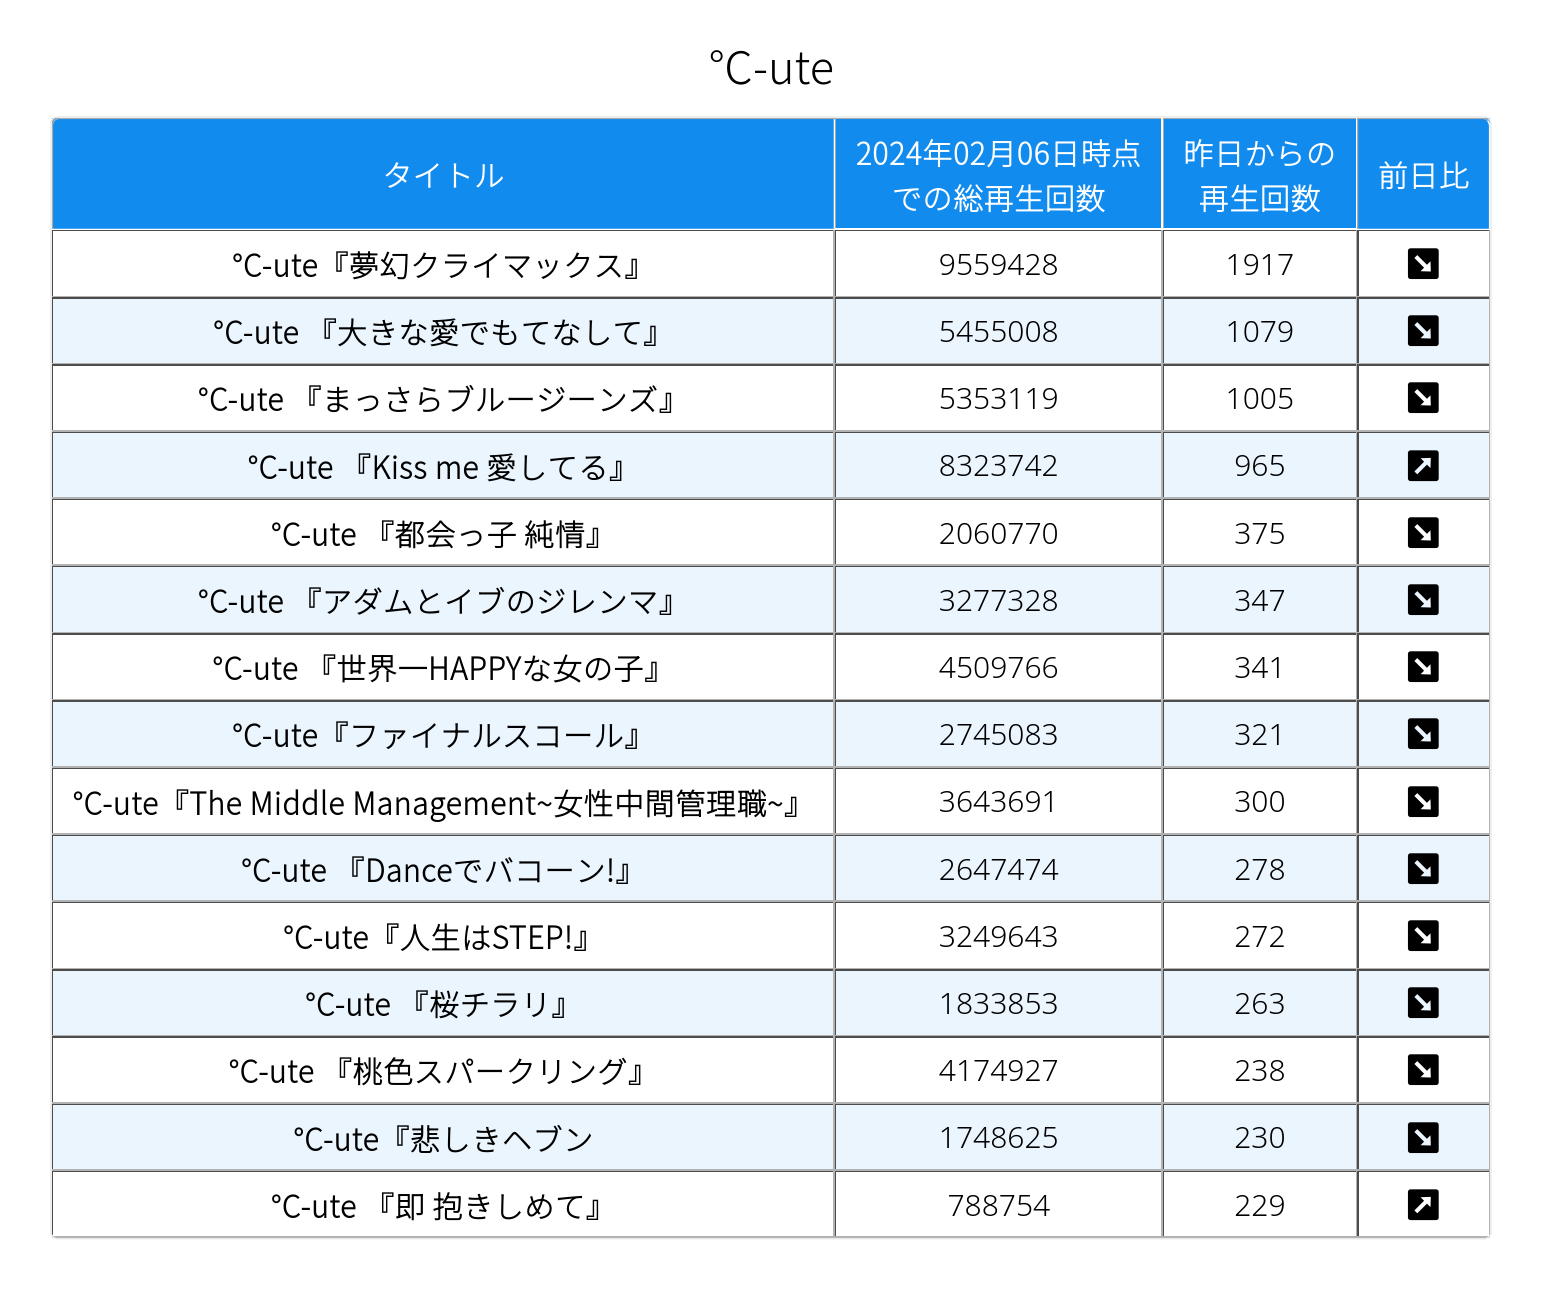 ℃-ute
タイトル
2024年02月06日時点
での総再生回数
昨日からの
再生回数
前日比
℃-ute『夢幻クライマックス』 9559428 1917
℃-ute 『大きな愛でもてなして』 5455008 1079
℃-ute 『まっさらブルージーンズ』 5353119 1005
℃-ute 『Kiss me 愛してる』 8323742 965
℃-ute 『都会っ子 純情』 2060770 375
℃-ute 『アダムとイブのジレンマ』 3277328 347
℃-ute 『世界一HAPPYな女の子』 4509766 341
℃-ute『ファイナルスコール』 2745083 321
℃-ute『The Middle Management~女性中間管理職~』 3643691 300
℃-ute 『Danceでバコーン!』 2647474 278
℃-ute『人生はSTEP!』 3249643 272
℃-ute 『桜チラリ』 1833853 263
℃-ute 『桃色スパークリング』 4174927 238
℃-ute『悲しきヘブン 1748625 230
℃-ute 『即 抱きしめて』 788754 229